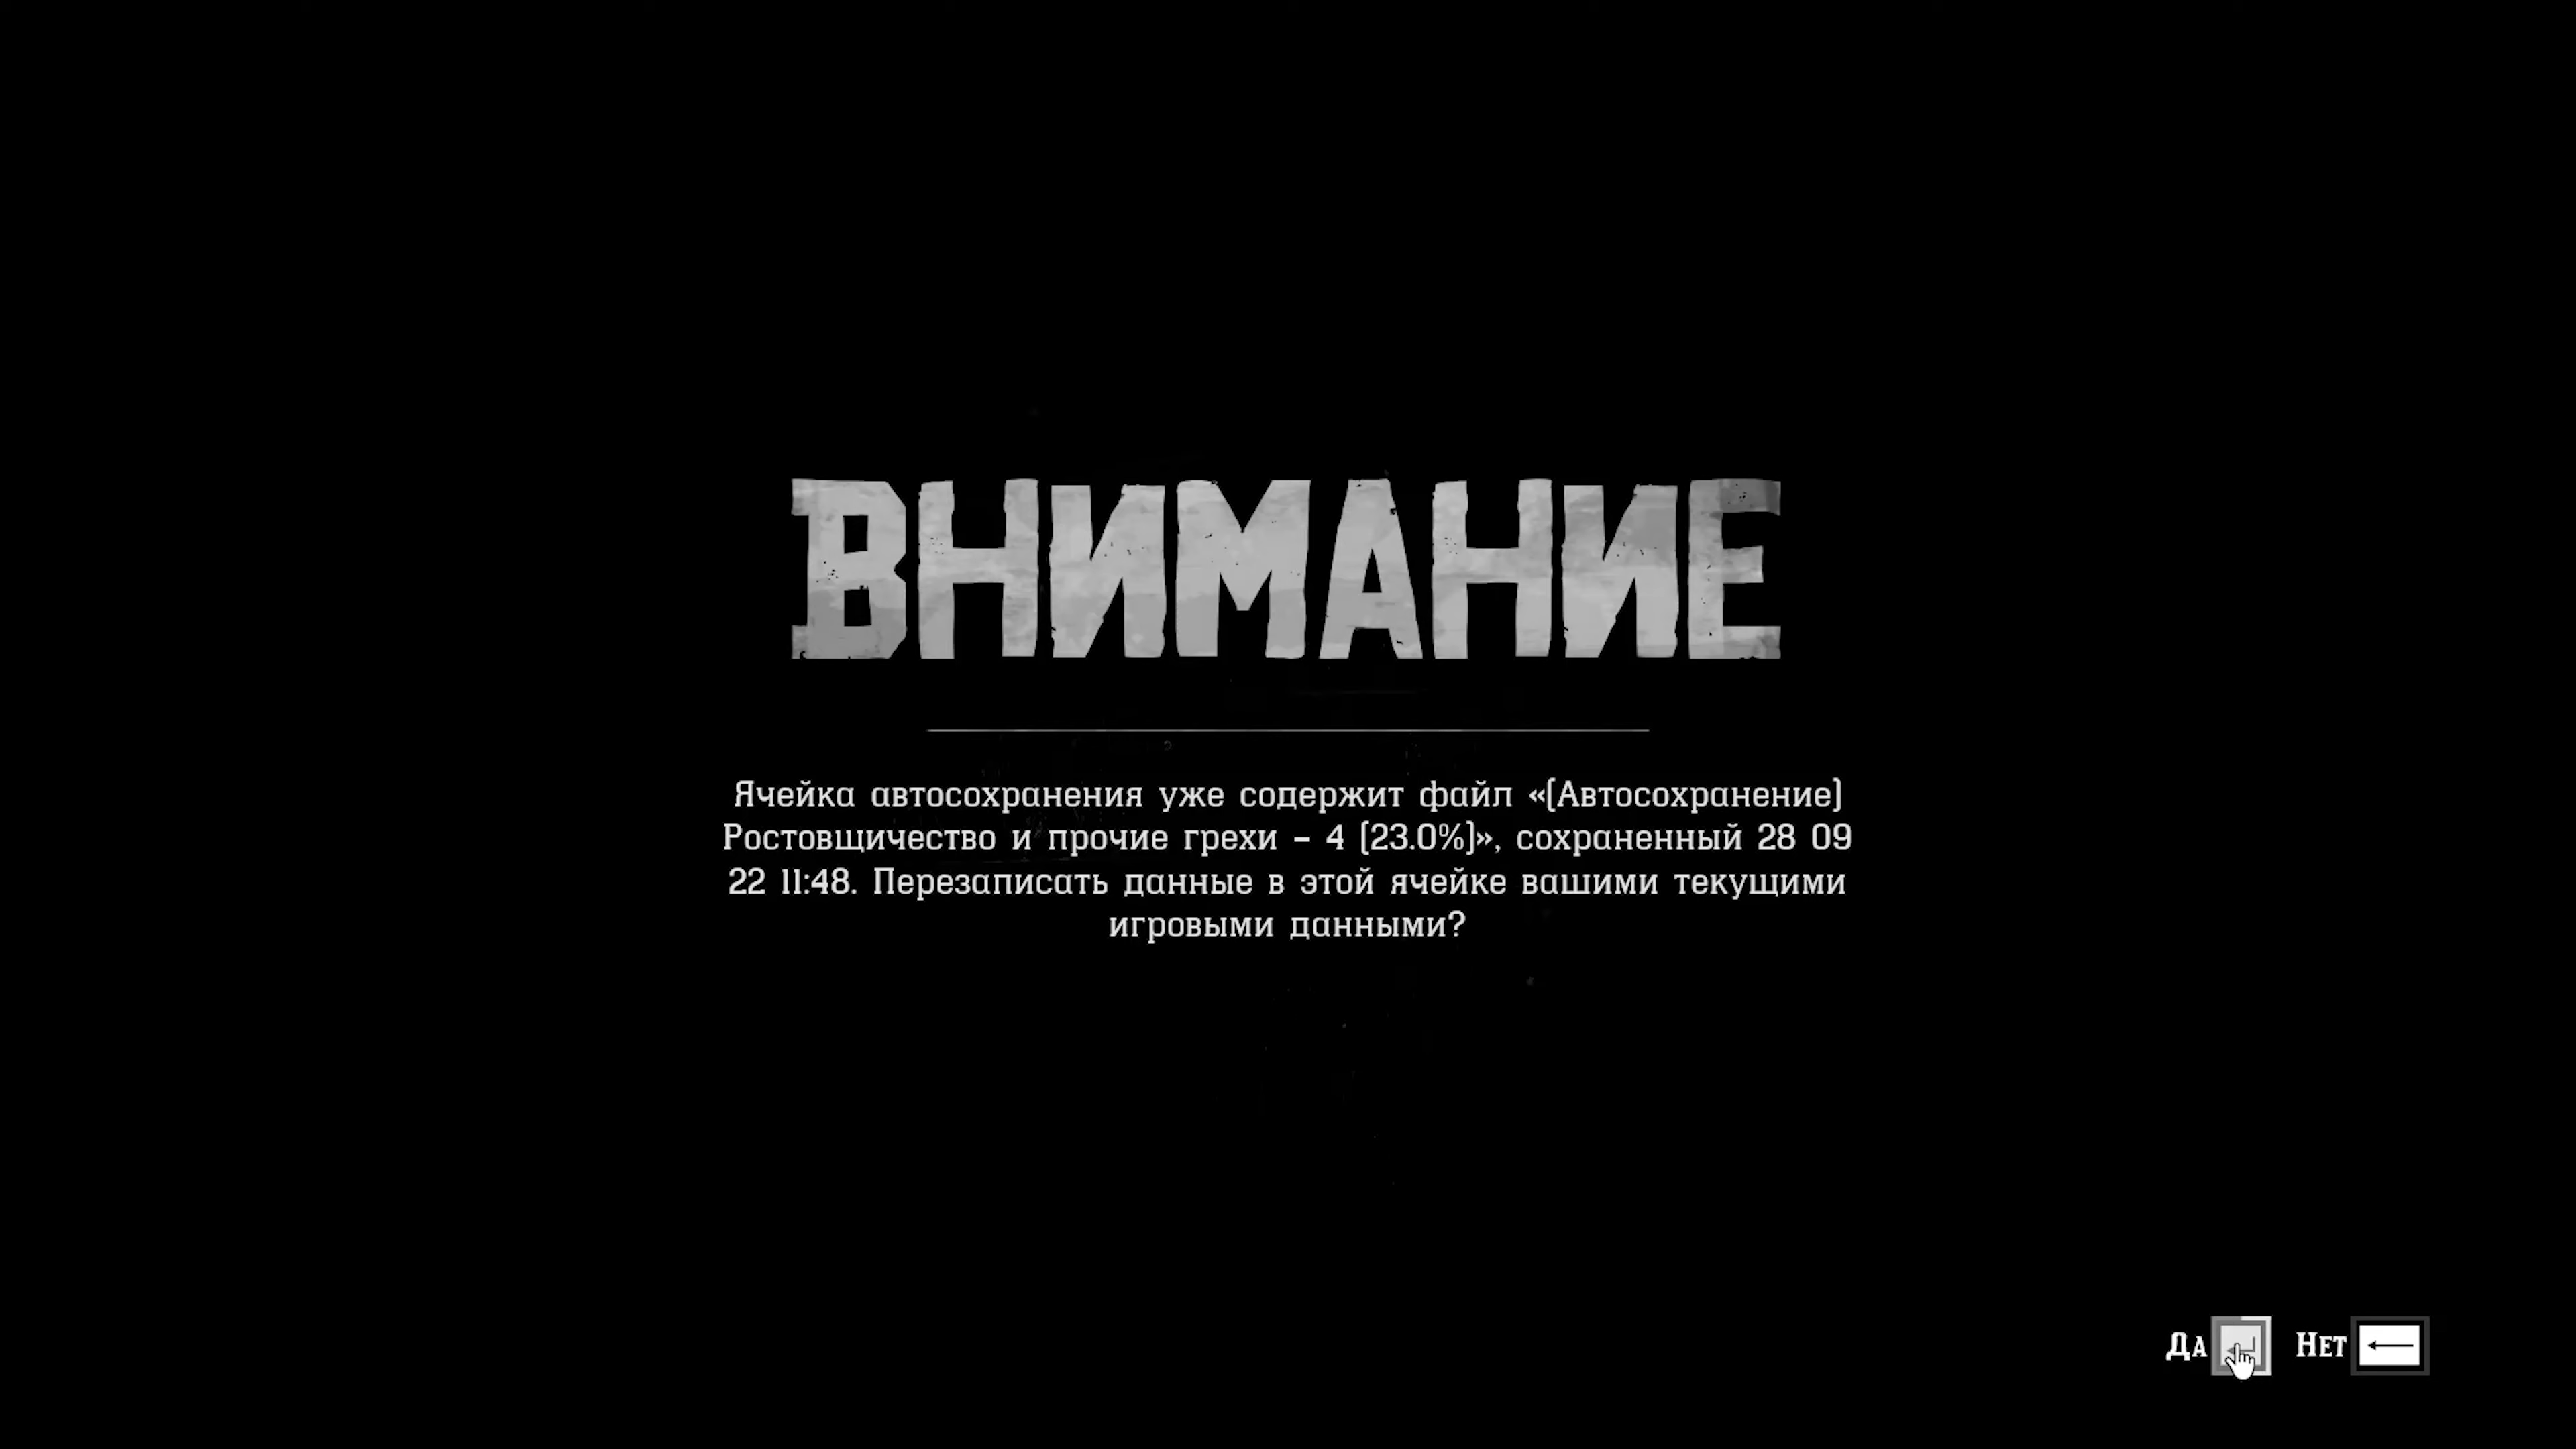 ВНИМАНИЕ
Ячейка автосохранения уже содержит файл «(Автосохранение)
Ростовщичество и прочие грехи – 4 (23.0%)», сохраненный 28 09
22 11:48. Перезаписать данные в этой ячейке вашими текущими
игровыми данными?
Да Нет